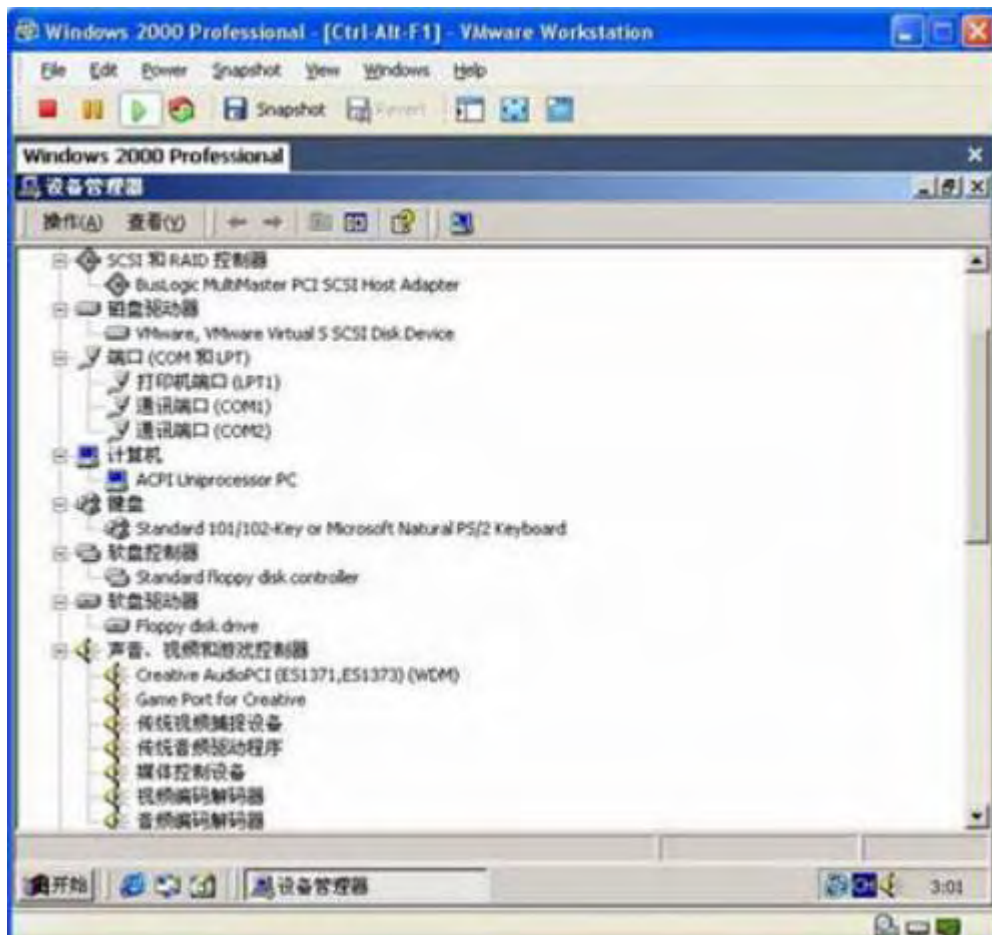 Windows 2000 Professional - [Ctrl-Alt-F1] - VMware Workstation
File Edit Power Snapshot View Windows Help
Snapshot Revert
Windows 2000 Professional
设备管理器
操作(A) 查看(V)
SCSI 和 RAID 控制器
BusLogic MultiMaster PCI SCSI Host Adapter
磁盘驱动器
VMware, VMware Virtual S SCSI Disk Device
端口 (COM 和 LPT)
打印机端口 (LPT1)
通讯端口 (COM1)
通讯端口 (COM2)
计算机
ACPI Uniprocessor PC
键盘
Standard 101/102-Key or Microsoft Natural PS/2 Keyboard
软盘控制器
Standard floppy disk controller
软盘驱动器
Floppy disk drive
声音、视频和游戏控制器
Creative AudioPCI (ES1371,ES1373) (WDM)
Game Port for Creative
传统视频捕捉设备
传统音频驱动程序
媒体控制设备
视频编码解码器
音频编码解码器
开始 设备管理器 CH 3:01